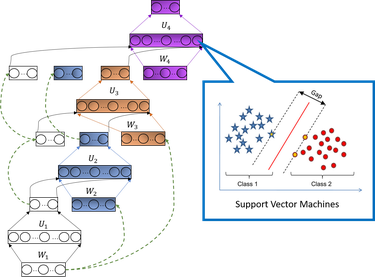 U₄
W₄
U₃
W₃
U₂
W₂
U₁
W₁
Gap
Class 1
Class 2
Support Vector Machines